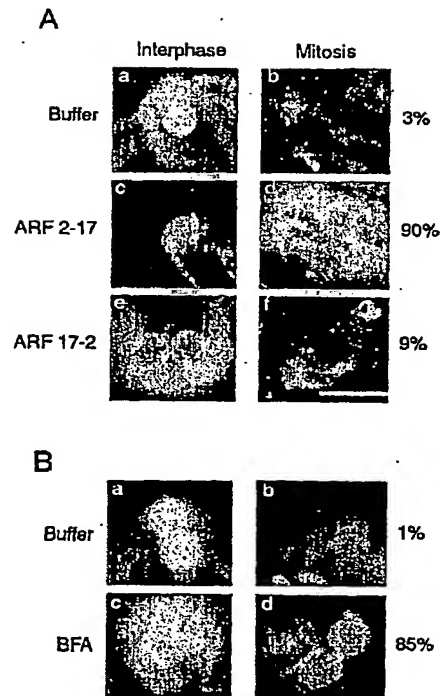 A
Interphase Mitosis
a b
Buffer 3%
c d
ARF 2-17 90%
e f
ARF 17-2 9%
B
a b
Buffer 1%
c d
BFA 85%